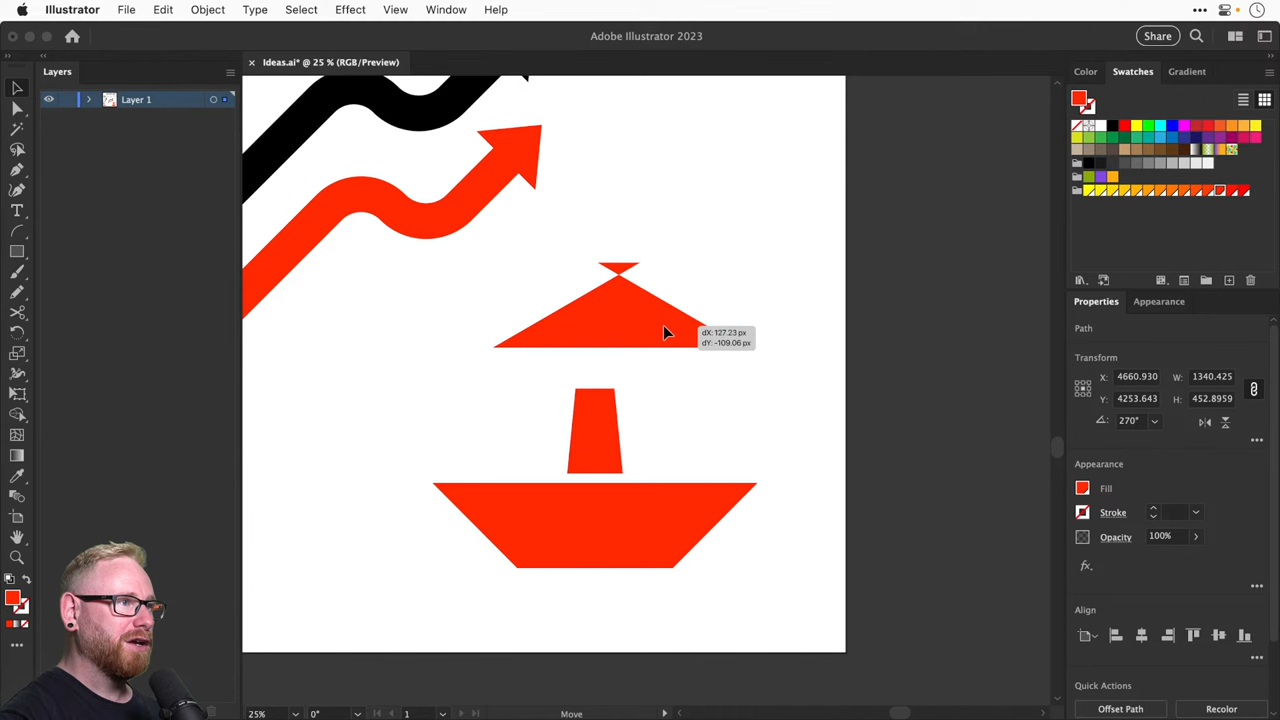 Illustrator File Edit Object Type Select Effect View Window Help
Adobe Illustrator 2023
Share
Layers
× Ideas.ai* @ 25 % (RGB/Preview)
Color Swatches Gradient
Layer 1
dX: 127.23 px
dY: -109.06 px
Properties Appearance
Path
Transform
X: 4660.930 W: 1340.425
Y: 4253.643 H: 452.8959
270°
Appearance
Fill
Stroke
Opacity 100%
fx.
Align
Quick Actions
Offset Path Recolor
25% 0° 1 Move